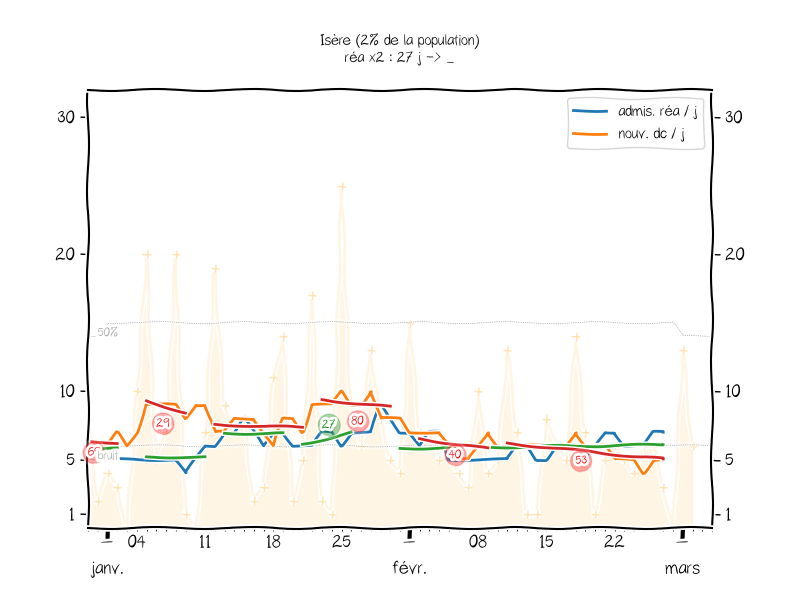 Isère (2% de la population)
réa x2 : 27 j -> _
admis. réa / j
nouv. dc / j
30 30
20 20
50%
10 10
29
27
80
40
53
bruit
5 5
1 1
04 11 18 25 08 15 22
janv. févr. mars